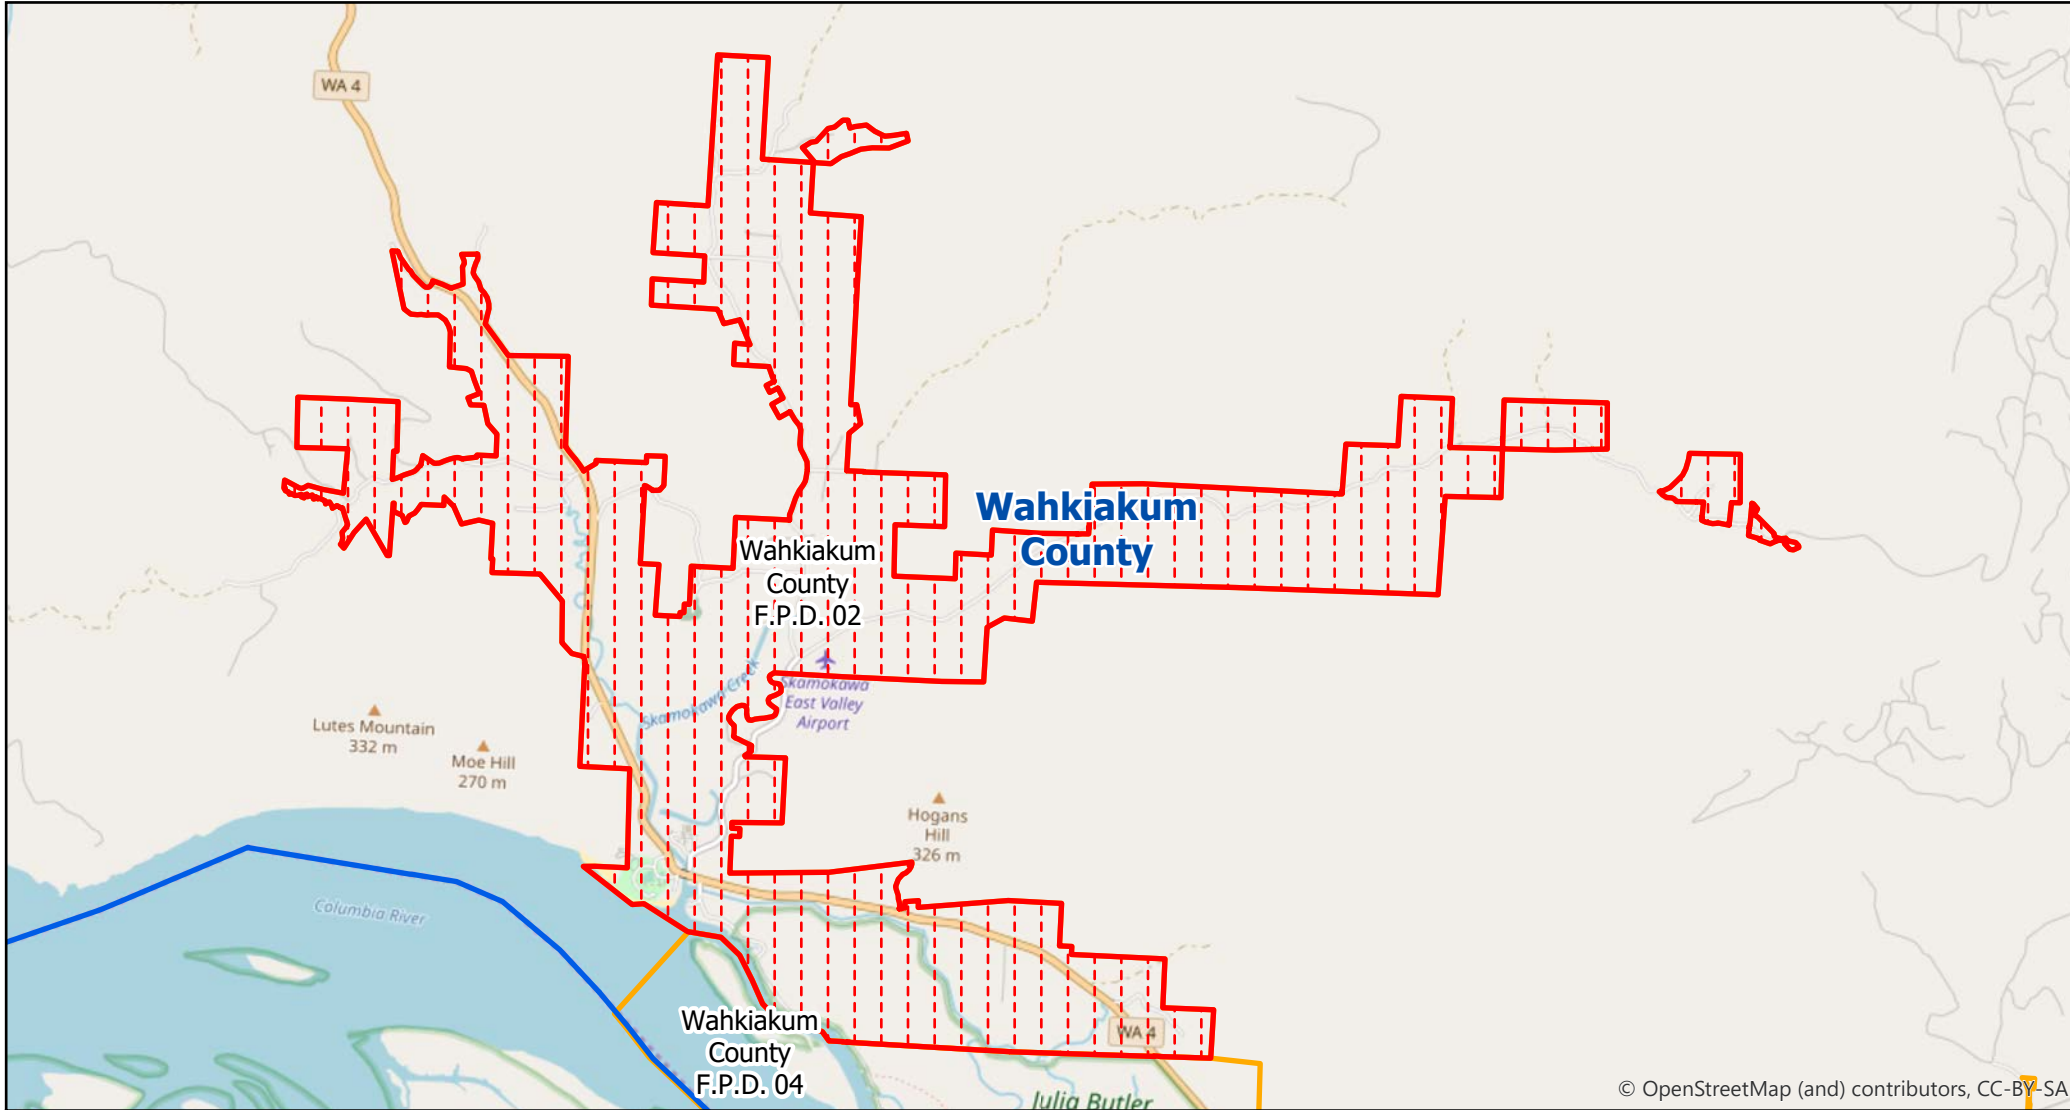 WA 4
Wahkiakum
County
Wahkiakum
County
F.P.D. 02
Skamokawa
East Valley
Airport
Skamokawa Creek
Lutes Mountain
332 m
Moe Hill
270 m
Hogans
Hill
326 m
Columbia River
Wahkiakum
County
F.P.D. 04
WA 4
Julia Butler
© OpenStreetMap (and) contributors, CC-BY-SA